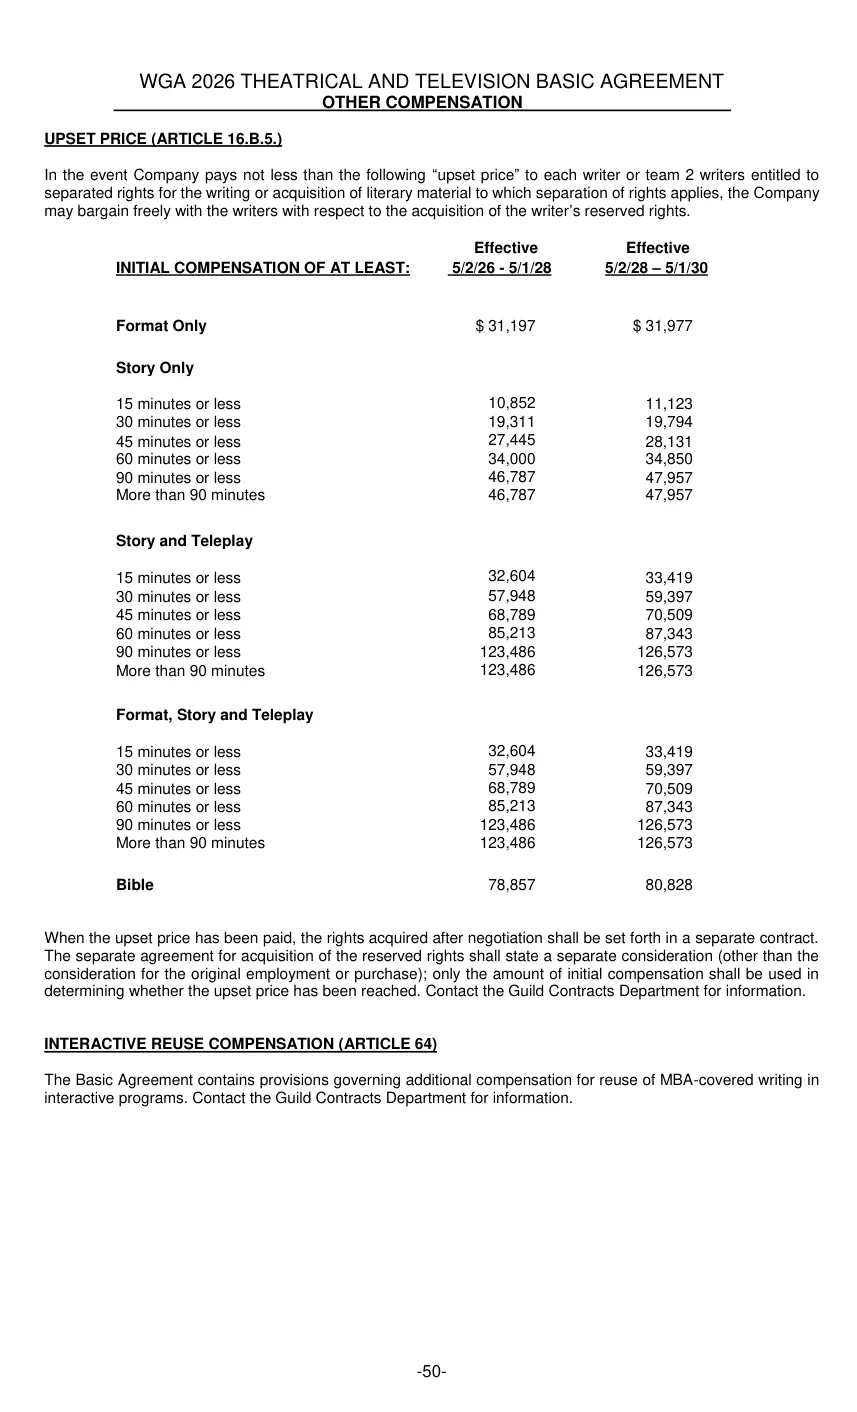 WGA 2026 THEATRICAL AND TELEVISION BASIC AGREEMENT
OTHER COMPENSATION
UPSET PRICE (ARTICLE 16.B.5.)
In the event Company pays not less than the following “upset price” to each writer or team 2 writers entitled to
separated rights for the writing or acquisition of literary material to which separation of rights applies, the Company
may bargain freely with the writers with respect to the acquisition of the writer’s reserved rights.
Effective Effective
INITIAL COMPENSATION OF AT LEAST: 5/2/26 - 5/1/28 5/2/28 – 5/1/30
Format Only $ 31,197 $ 31,977
Story Only
15 minutes or less 10,852 11,123
30 minutes or less 19,311 19,794
45 minutes or less 27,445 28,131
60 minutes or less 34,000 34,850
90 minutes or less 46,787 47,957
More than 90 minutes 46,787 47,957
Story and Teleplay
15 minutes or less 32,604 33,419
30 minutes or less 57,948 59,397
45 minutes or less 68,789 70,509
60 minutes or less 85,213 87,343
90 minutes or less 123,486 126,573
More than 90 minutes 123,486 126,573
Format, Story and Teleplay
15 minutes or less 32,604 33,419
30 minutes or less 57,948 59,397
45 minutes or less 68,789 70,509
60 minutes or less 85,213 87,343
90 minutes or less 123,486 126,573
More than 90 minutes 123,486 126,573
Bible 78,857 80,828
When the upset price has been paid, the rights acquired after negotiation shall be set forth in a separate contract.
The separate agreement for acquisition of the reserved rights shall state a separate consideration (other than the
consideration for the original employment or purchase); only the amount of initial compensation shall be used in
determining whether the upset price has been reached. Contact the Guild Contracts Department for information.
INTERACTIVE REUSE COMPENSATION (ARTICLE 64)
The Basic Agreement contains provisions governing additional compensation for reuse of MBA-covered writing in
interactive programs. Contact the Guild Contracts Department for information.
-50-